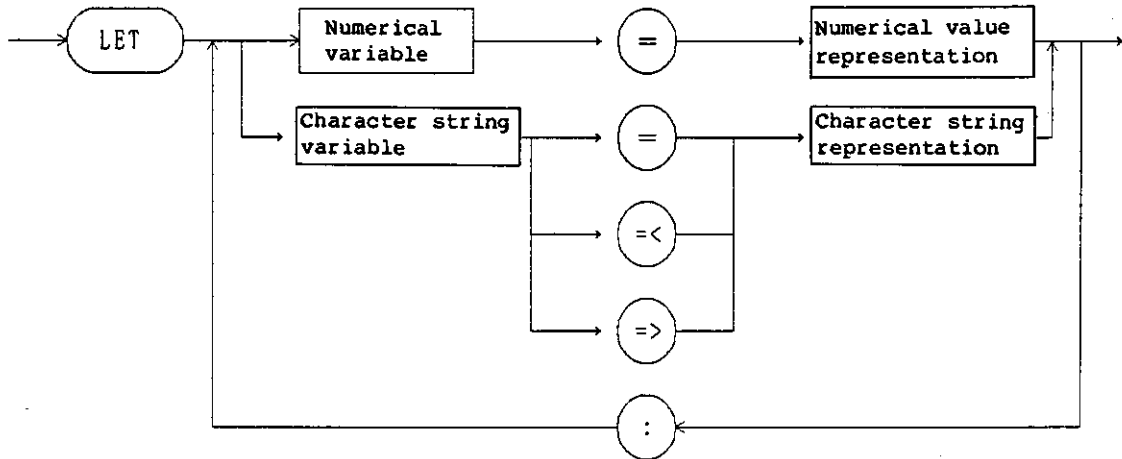 LET
Numerical
variable
=
Numerical value
representation
Character string
variable
=
Character string
representation
=<
=>
: